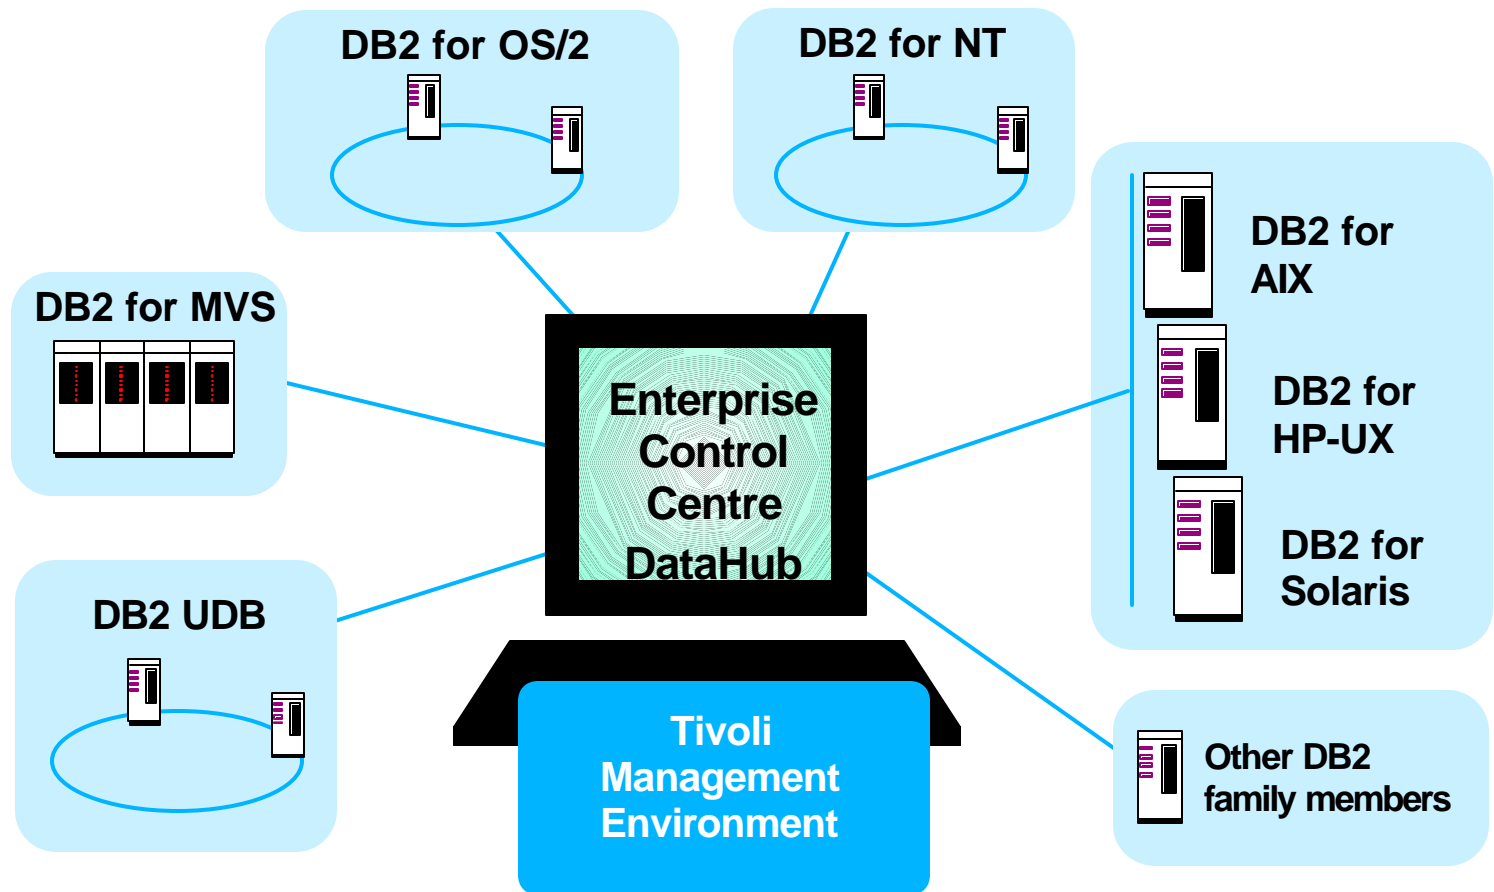 DB2 for OS/2
DB2 for NT
DB2 for MVS
DB2 UDB
Enterprise
Control
Centre
DataHub
Tivoli
Management
Environment
DB2 for
AIX
DB2 for
HP-UX
DB2 for
Solaris
Other DB2
family members